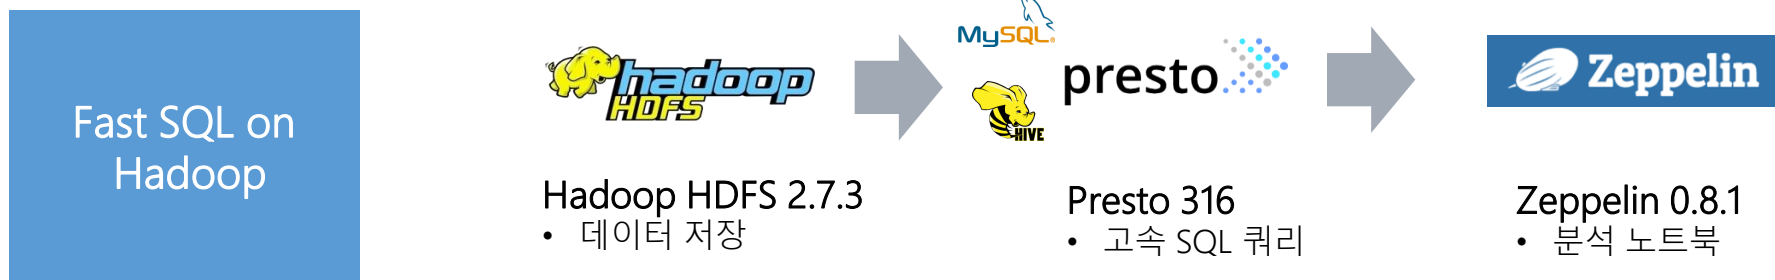 Fast SQL on
Hadoop
hadoop
HDFS
MySQL
HIVE
presto
Zeppelin
Hadoop HDFS 2.7.3
• 데이터 저장
Presto 316
• 고속 SQL 쿼리
Zeppelin 0.8.1
• 분석 노트북